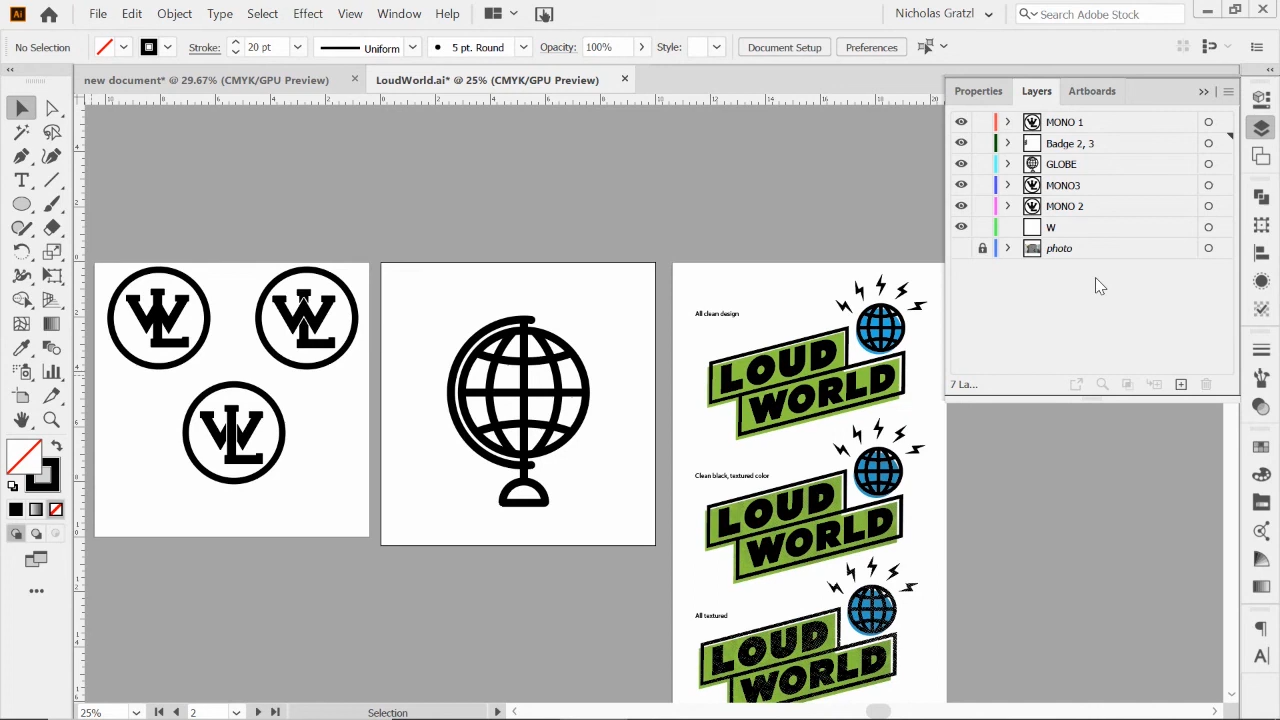 File Edit Object Type Select Effect View Window Help
Nicholas Gratzl
Search Adobe Stock
No Selection
Stroke:
20 pt
Uniform
5 pt. Round
Opacity:
100%
Style:
Document Setup
Preferences
new document* @ 29.67% (CMYK/GPU Preview)
LoudWorld.ai* @ 25% (CMYK/GPU Preview)
Properties
Layers
Artboards
MONO 1
Badge 2, 3
GLOBE
MONO3
MONO 2
W
photo
7 La...
WL
WL
WL
All clean design
LOUD
WORLD
Clean black, textured color
LOUD
WORLD
All textured
LOUD
WORLD
25%
2
Selection